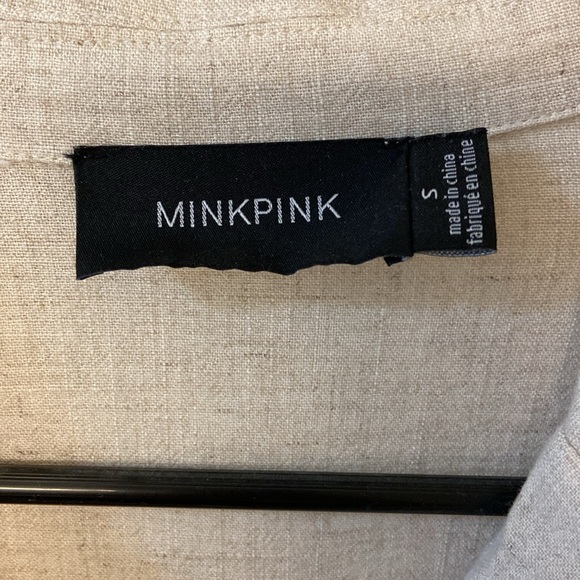 MINKPINK
S
made in china
fabriqué en chine